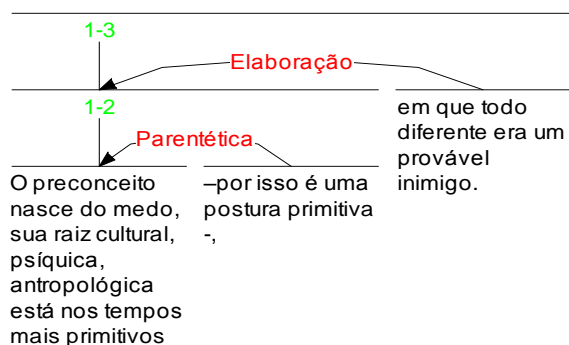 1-3
Elaboração
1-2
Parentética
em que todo
diferente era um
provável
inimigo.
O preconceito
nasce do medo,
sua raiz cultural,
psíquica,
antropológica
está nos tempos
mais primitivos
–por isso é uma
postura primitiva
-,